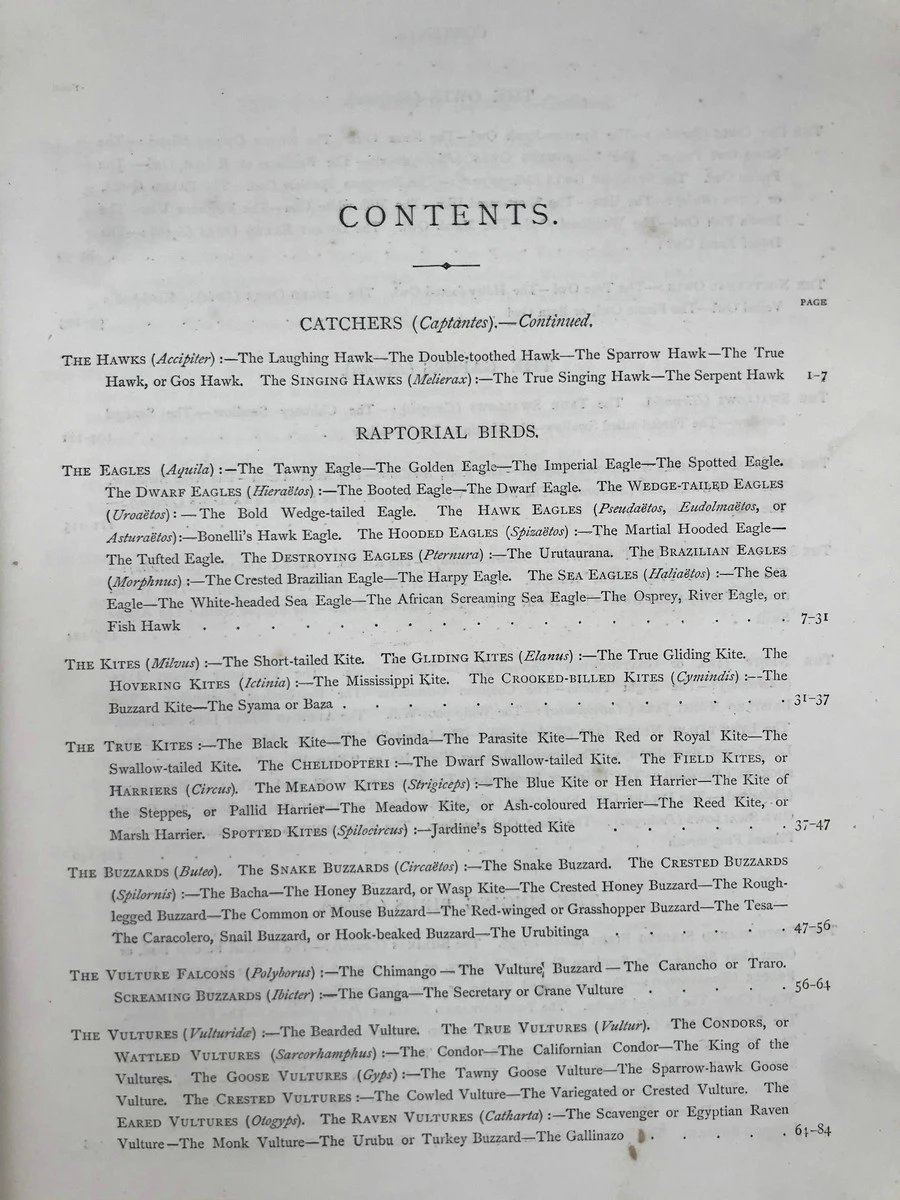 CONTENTS.
PAGE
CATCHERS (Captantes).—Continued.
THE HAWKS (Accipiter) :—The Laughing Hawk—The Double-toothed Hawk—The Sparrow Hawk—The True
Hawk, or Gos Hawk. The SINGING HAWKS (Melierax) :—The True Singing Hawk—The Serpent Hawk 1-7
RAPTORIAL BIRDS.
THE EAGLES (Aquila) :—The Tawny Eagle—The Golden Eagle—The Imperial Eagle—The Spotted Eagle.
The DWARF EAGLES (Hieraëtos) :—The Booted Eagle—The Dwarf Eagle. The WEDGE-TAILED EAGLES
(Uroaëtos) :—The Bold Wedge-tailed Eagle. The HAWK EAGLES (Pseudaëtos, Eudolmaëtos, or
Asturaëtos):—Bonelli's Hawk Eagle. The HOODED EAGLES (Spizaëtos) :—The Martial Hooded Eagle—
The Tufted Eagle. The DESTROYING EAGLES (Pternura) :—The Urutaurana. The BRAZILIAN EAGLES
(Morphnus) :—The Crested Brazilian Eagle—The Harpy Eagle. The SEA EAGLES (Haliaëtos) :—The Sea
Eagle—The White-headed Sea Eagle—The African Screaming Sea Eagle—The Osprey, River Eagle, or
Fish Hawk . . . . . . . . . . . . . . . . . . . 7-31
THE KITES (Milvus) :—The Short-tailed Kite. The GLIDING KITES (Elanus) :—The True Gliding Kite. The
HOVERING KITES (Ictinia) :—The Mississippi Kite. The CROOKED-BILLED KITES (Cymindis) :—The
Buzzard Kite—The Syama or Baza . . . . . . . . . . . . . . 31-37
THE TRUE KITES :—The Black Kite—The Govinda—The Parasite Kite—The Red or Royal Kite—The
Swallow-tailed Kite. The CHELIDOPTERI :—The Dwarf Swallow-tailed Kite. The FIELD KITES, or
HARRIERS (Circus). The MEADOW KITES (Strigiceps) :—The Blue Kite or Hen Harrier—The Kite of
the Steppes, or Pallid Harrier—The Meadow Kite, or Ash-coloured Harrier—The Reed Kite, or
Marsh Harrier. SPOTTED KITES (Spilocircus) :—Jardine's Spotted Kite . . . . . . 37-47
THE BUZZARDS (Buteo). The SNAKE BUZZARDS (Circaëtos) :—The Snake Buzzard. The CRESTED BUZZARDS
(Spilornis) :—The Bacha—The Honey Buzzard, or Wasp Kite—The Crested Honey Buzzard—The Rough-
legged Buzzard—The Common or Mouse Buzzard—The Red-winged or Grasshopper Buzzard—The Tesa—
The Caracolero, Snail Buzzard, or Hook-beaked Buzzard—The Urubitinga . . . . . . 47-56
THE VULTURE FALCONS (Polyborus) :—The Chimango—The Vulture Buzzard—The Carancho or Traro.
SCREAMING BUZZARDS (Ibicter) :—The Ganga—The Secretary or Crane Vulture . . . . . 56-64
THE VULTURES (Vulturidæ) :—The Bearded Vulture. The TRUE VULTURES (Vultur). The CONDORS, or
WATTLED VULTURES (Sarcorhamphus) :—The Condor—The Californian Condor—The King of the
Vultures. The GOOSE VULTURES (Gyps) :—The Tawny Goose Vulture—The Sparrow-hawk Goose
Vulture. The CRESTED VULTURES :—The Cowled Vulture—The Variegated or Crested Vulture. The
EARED VULTURES (Otogyps). The RAVEN VULTURES (Catharta) :—The Scavenger or Egyptian Raven
Vulture—The Monk Vulture—The Urubu or Turkey Buzzard—The Gallinazo . . . . . 64-84